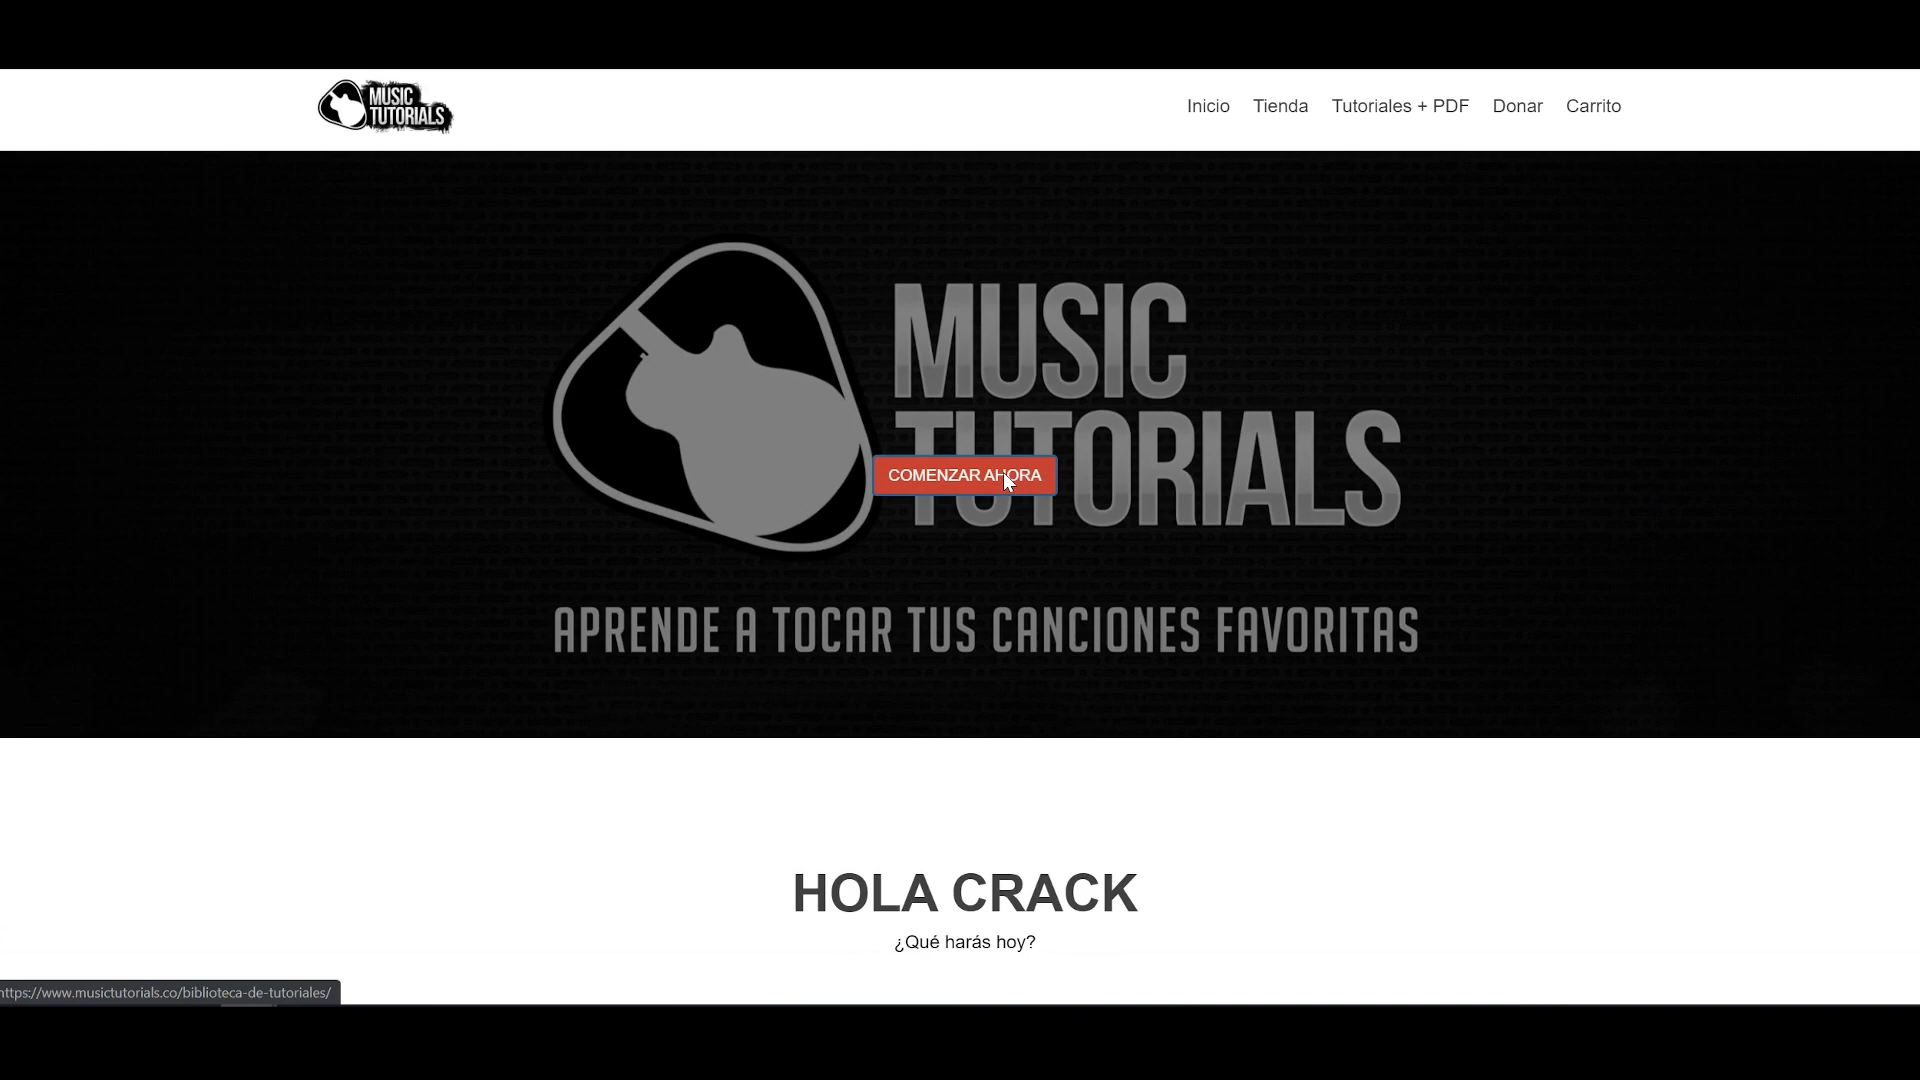 MUSIC
TUTORIALS
Inicio Tienda Tutoriales + PDF Donar Carrito
MUSIC
TUTORIALS
COMENZAR AHORA
APRENDE A TOCAR TUS CANCIONES FAVORITAS
HOLA CRACK
¿Qué harás hoy?
https://www.musictutorials.co/biblioteca-de-tutoriales/